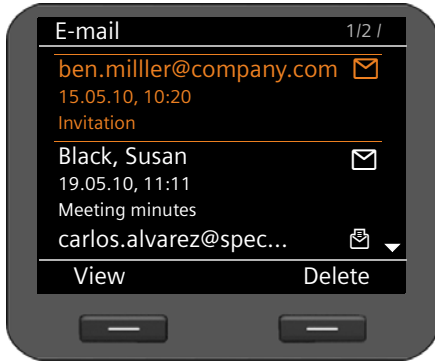 E-mail 1/2 /
ben.milller@company.com
15.05.10, 10:20
Invitation
Black, Susan
19.05.10, 11:11
Meeting minutes
carlos.alvarez@spec...
View Delete